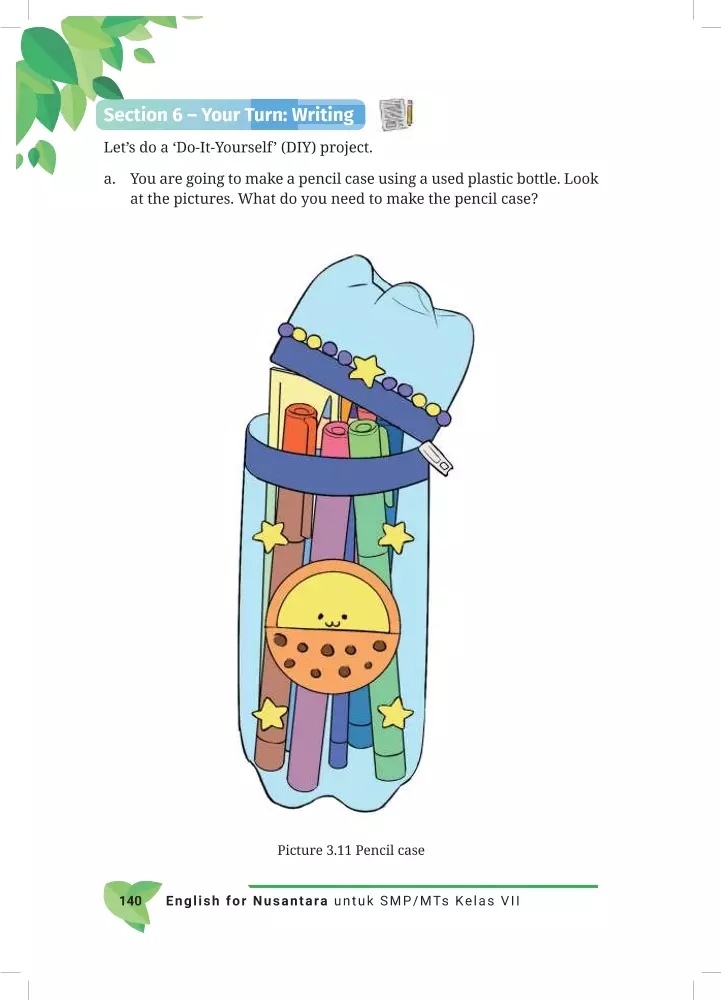 Section 6 – Your Turn: Writing
Let’s do a ‘Do-It-Yourself’ (DIY) project.
a. You are going to make a pencil case using a used plastic bottle. Look
at the pictures. What do you need to make the pencil case?
Picture 3.11 Pencil case
140 English for Nusantara untuk SMP/MTs Kelas VII